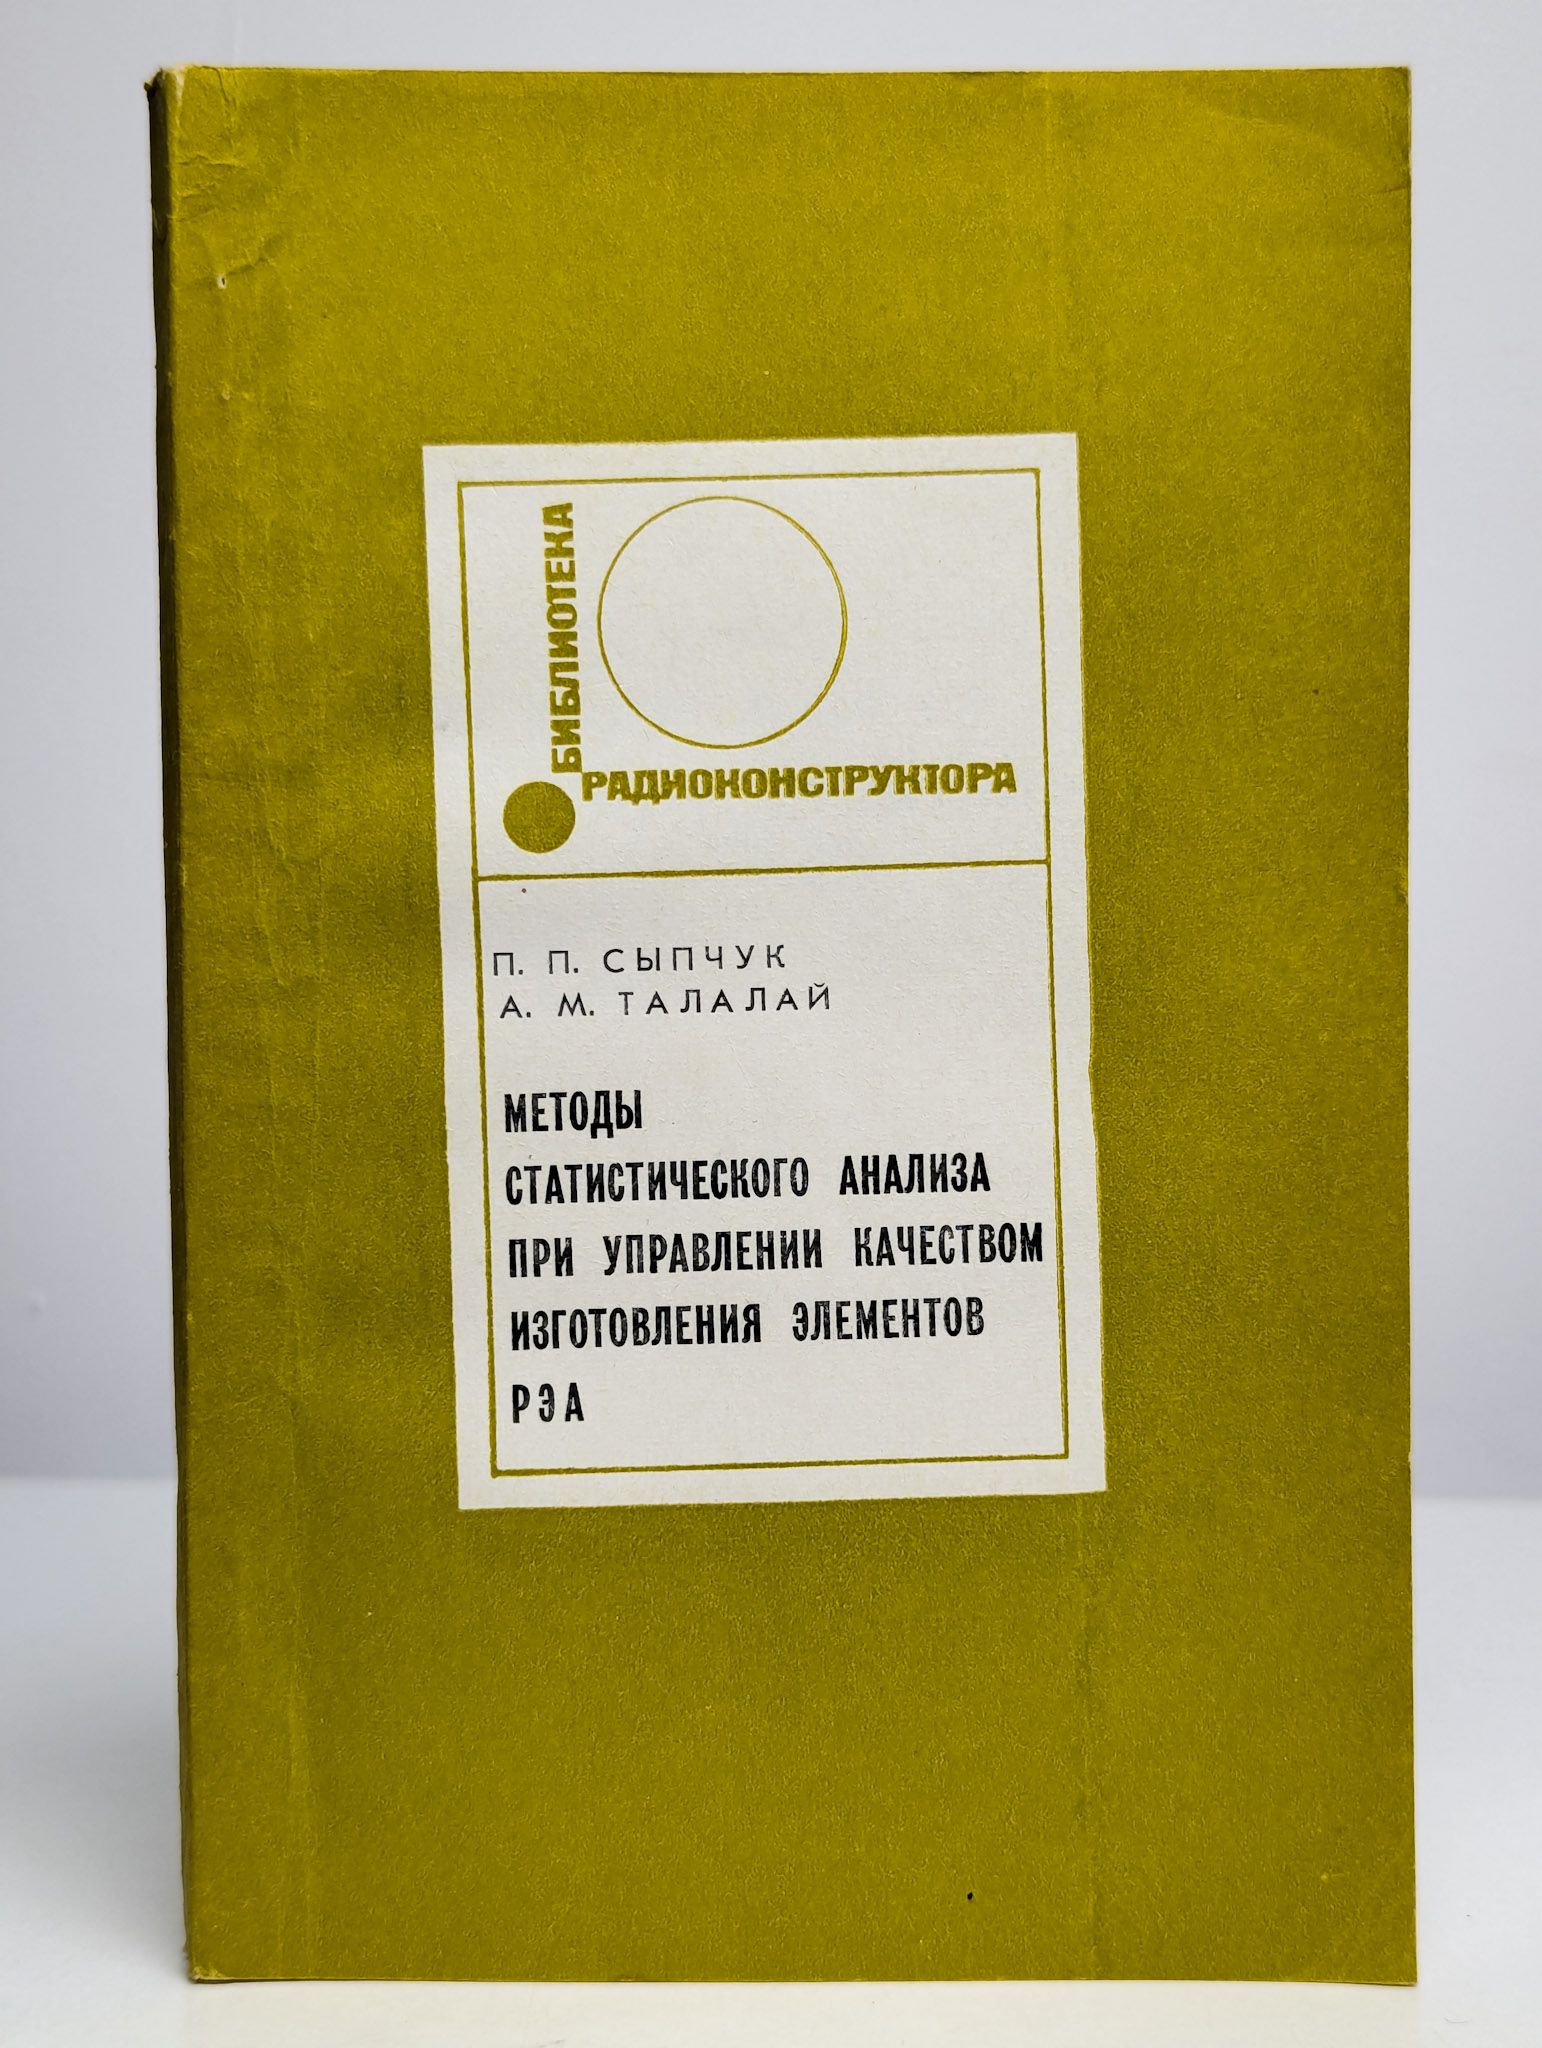 БИБЛИОТЕКА
РАДИОКОНСТРУКТОРА
П. П. СЫПЧУК
А. М. ТАЛАЛАЙ
МЕТОДЫ
СТАТИСТИЧЕСКОГО АНАЛИЗА
ПРИ УПРАВЛЕНИИ КАЧЕСТВОМ
ИЗГОТОВЛЕНИЯ ЭЛЕМЕНТОВ
РЭА